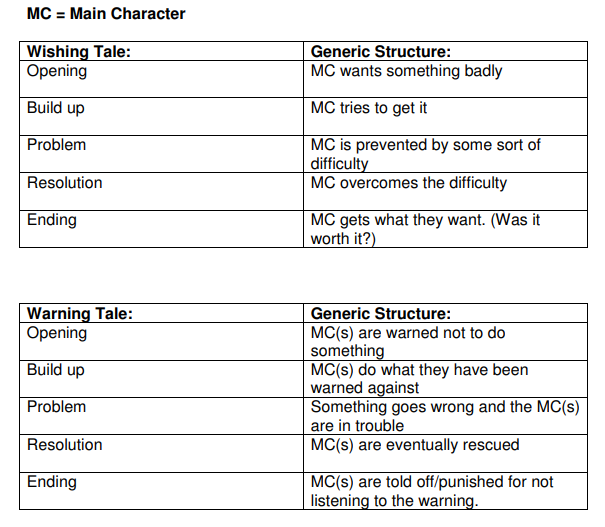 MC = Main Character
Wishing Tale: Generic Structure:
Opening MC wants something badly
Build up MC tries to get it
Problem MC is prevented by some sort of
difficulty
Resolution MC overcomes the difficulty
Ending MC gets what they want. (Was it
worth it?)
Warning Tale: Generic Structure:
Opening MC(s) are warned not to do
something
Build up MC(s) do what they have been
warned against
Problem Something goes wrong and the MC(s)
are in trouble
Resolution MC(s) are eventually rescued
Ending MC(s) are told off/punished for not
listening to the warning.